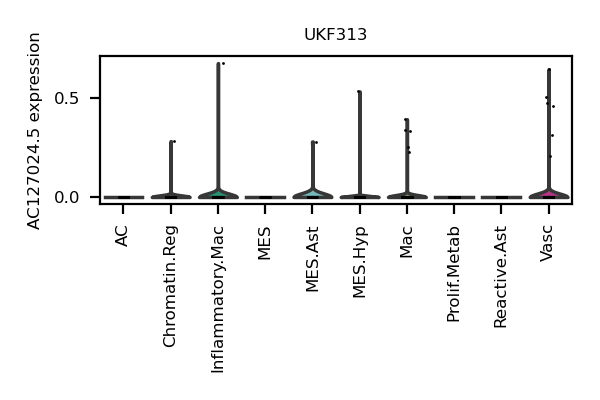 UKF313
AC127024.5 expression
0.5
0.0
AC
Chromatin.Reg
Inflammatory.Mac
MES
MES.Ast
MES.Hyp
Mac
Prolif.Metab
Reactive.Ast
Vasc